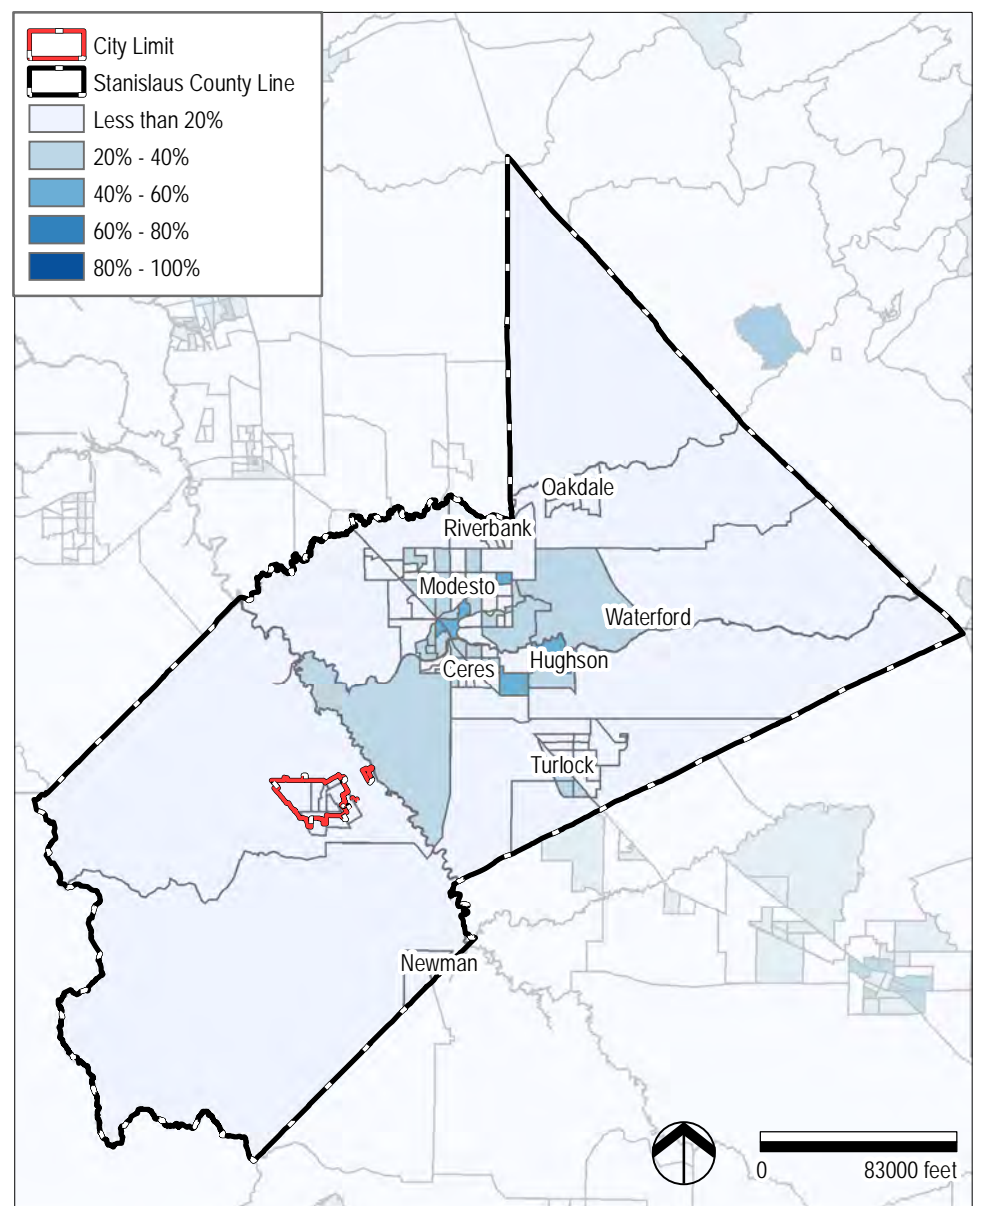 City Limit
Stanislaus County Line
Less than 20%
20% - 40%
40% - 60%
60% - 80%
80% - 100%
Oakdale
Riverbank
Modesto
Waterford
Hughson
Ceres
Turlock
Newman
0
83000 feet